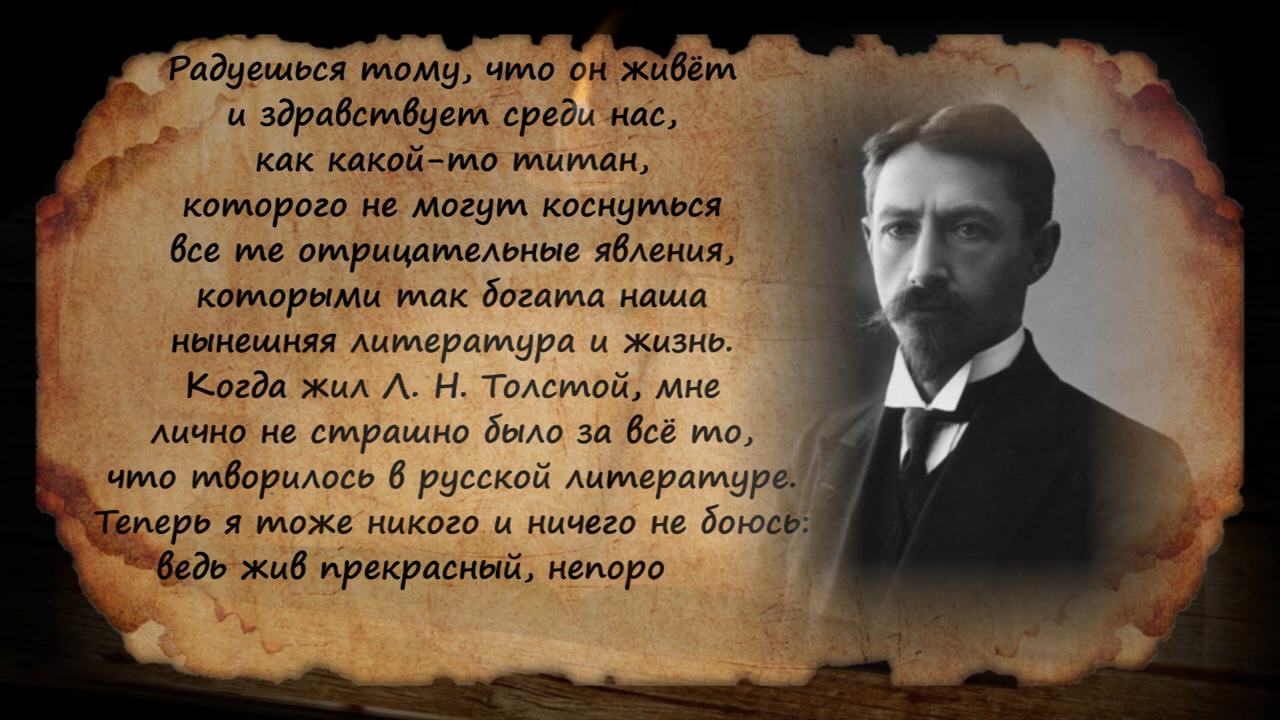 Радуешься тому, что он живёт
и здравствует среди нас,
как какой-то титан,
которого не могут коснуться
все те отрицательные явления,
которыми так богата наша
нынешняя литература и жизнь.
Когда жил Л. Н. Толстой, мне
лично не страшно было за всё то,
что творилось в русской литературе.
Теперь я тоже никого и ничего не боюсь:
ведь жив прекрасный, непоро